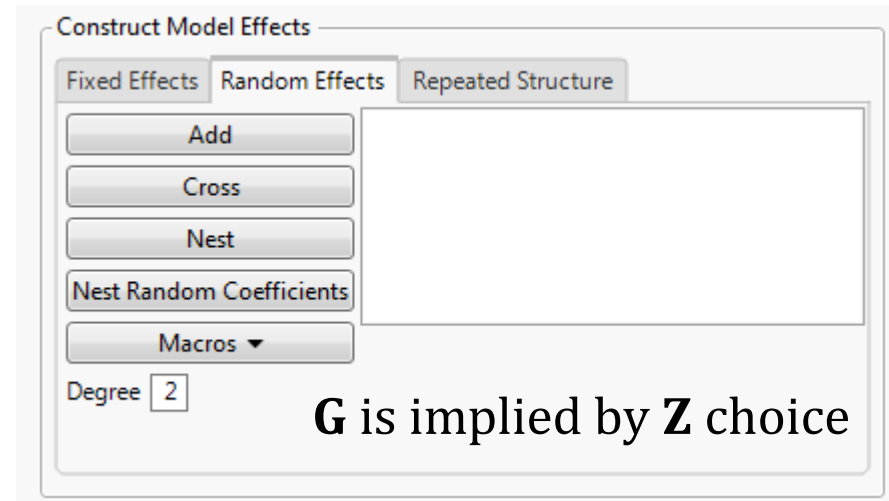 Construct Model Effects
Fixed Effects Random Effects Repeated Structure
Add
Cross
Nest
Nest Random Coefficients
Macros
Degree 2
G is implied by Z choice